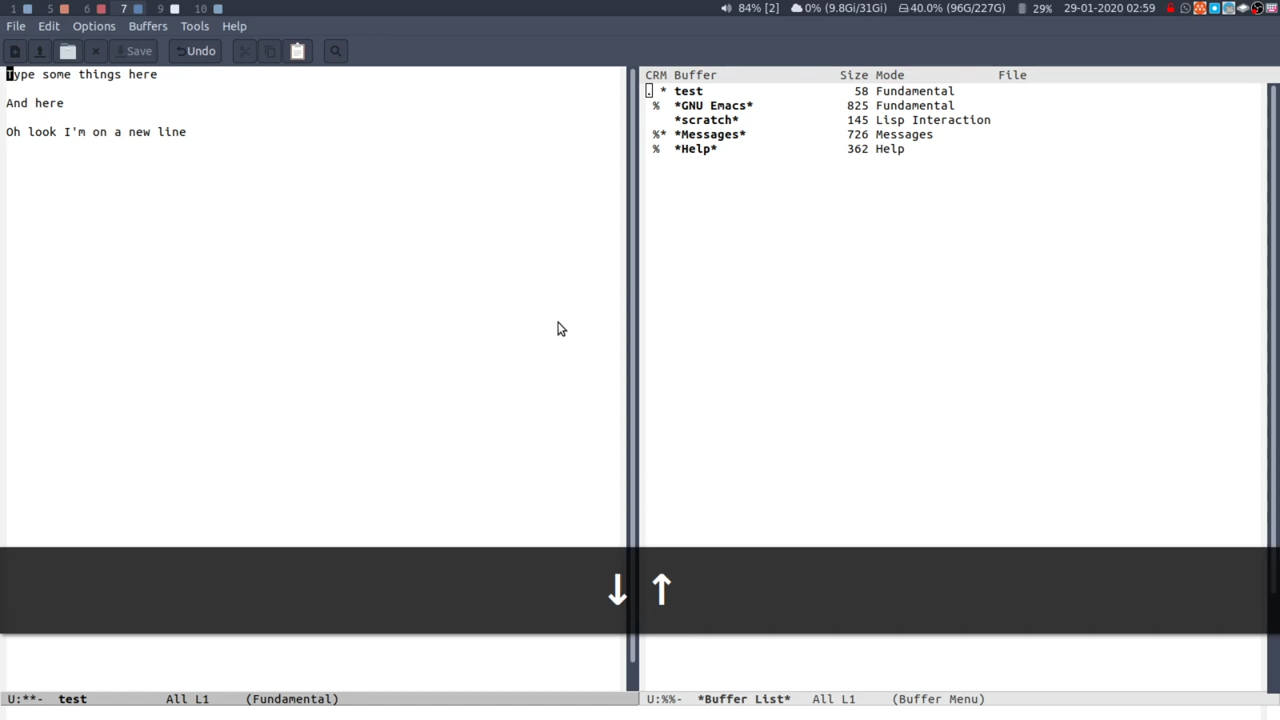 1 5 6 7 9 10 84% [2] 0% (9.8Gi/31Gi) 40.0% (96G/227G) 29% 29-01-2020 02:59
File Edit Options Buffers Tools Help
Save Undo
Type some things here
And here
Oh look I'm on a new line
CRM Buffer Size Mode File
. * test 58 Fundamental
% *GNU Emacs* 825 Fundamental
*scratch* 145 Lisp Interaction
%* *Messages* 726 Messages
% *Help* 362 Help
↓ ↑
U:**- test All L1 (Fundamental)
U:%%- *Buffer List* All L1 (Buffer Menu)